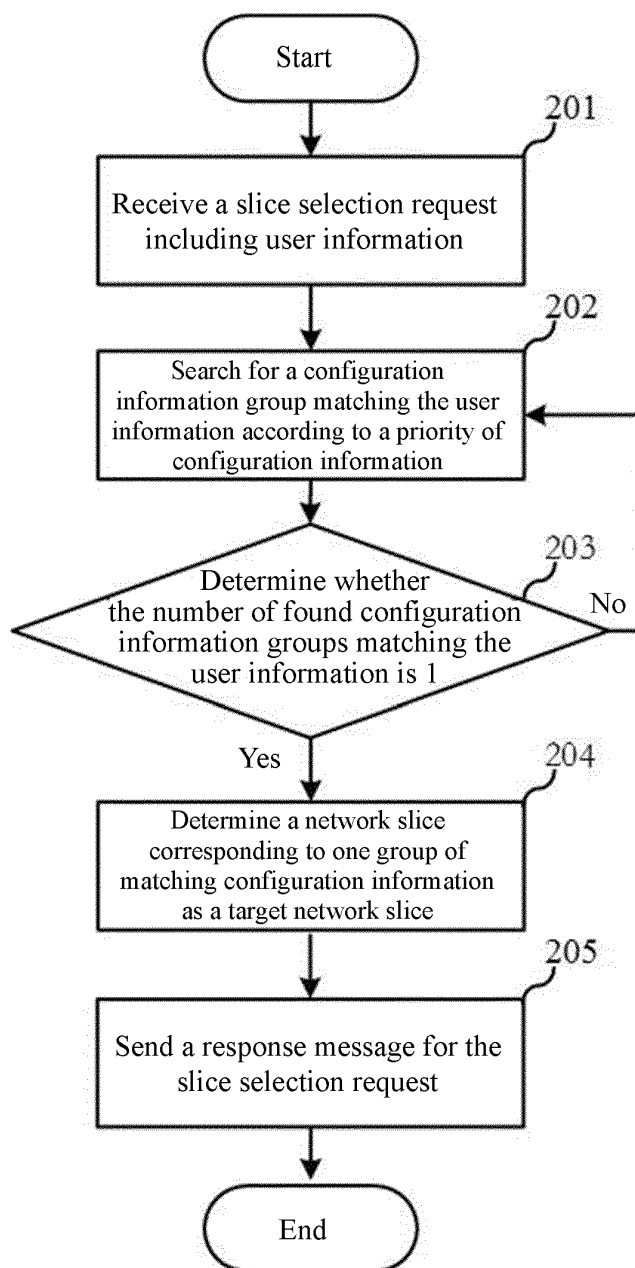 Start
201
Receive a slice selection request
including user information
202
Search for a configuration
information group matching the user
information according to a priority of
configuration information
203
Determine whether
the number of found configuration
information groups matching the
user information is 1
No
Yes
204
Determine a network slice
corresponding to one group of
matching configuration information
as a target network slice
205
Send a response message for the
slice selection request
End